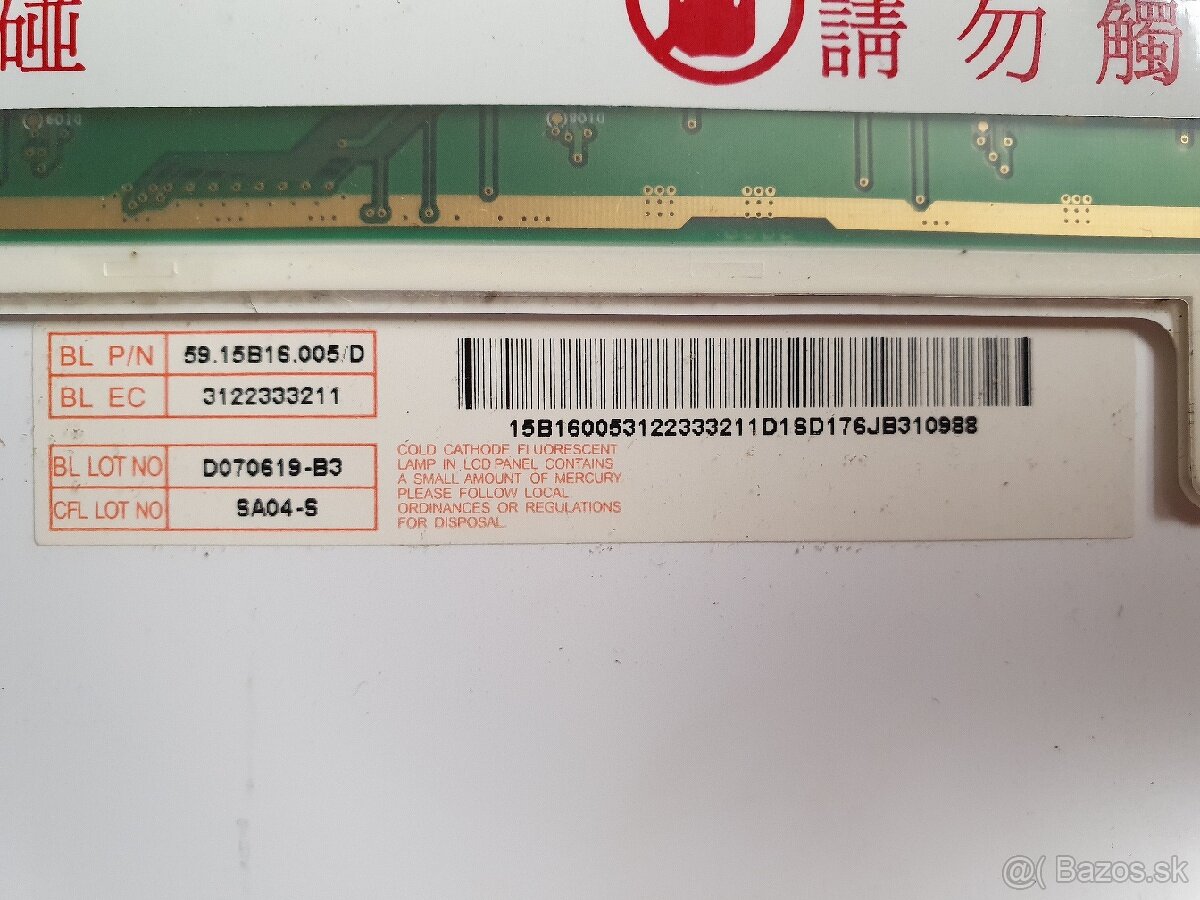 碰 請勿觸
BL P/N 59.15B16.005/D
BL EC 3122333211
15B160053122333211D1SD176JB310988
BL LOT NO D070619-B3
CFL LOT NO SA04-S
COLD CATHODE FLUORESCENT
LAMP IN LCD PANEL CONTAINS
A SMALL AMOUNT OF MERCURY
PLEASE FOLLOW LOCAL
ORDINANCES OR REGULATIONS
FOR DISPOSAL
@( Bazos.sk